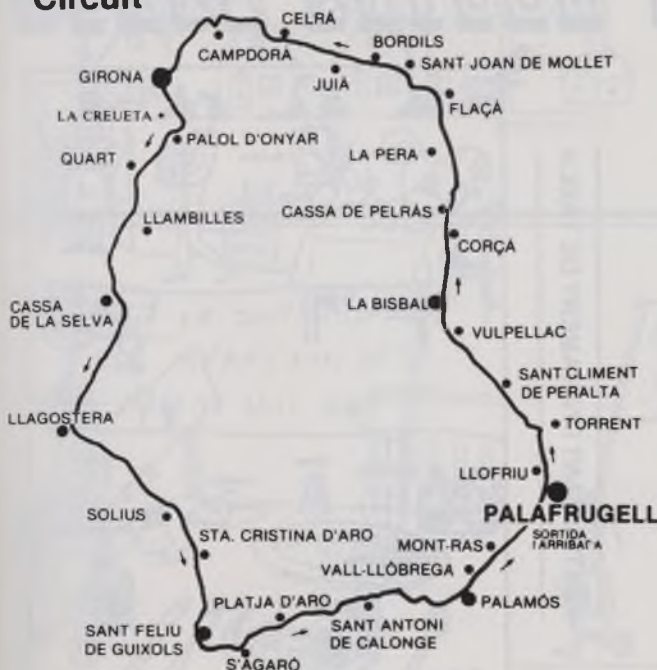 Circuit
CELRÀ
CAMPDORÀ
BORDILS
SANT JOAN DE MOLLET
GIRONA
JUIÀ
FLAÇÀ
LA CREUETA
PALOL D'ONYAR
LA PERA
QUART
LLAMBILLES
CASSA DE PELRÀS
CORÇÀ
CASSA
DE LA SELVA
LA BISBAL
VULPELLAC
SANT CLIMENT
DE PERALTA
LLAGOSTERA
TORRENT
LLOFRIU
SOLIUS
PALAFRUGELL
SORTIDA
STA. CRISTINA D'ARO
MONT-RAS
VALL-LLÒBREGA
PLATJA D'ARO
PALAMÓS
SANT ANTONI
DE CALONGE
SANT FELIU
DE GUIXOLS
S'AGARÓ